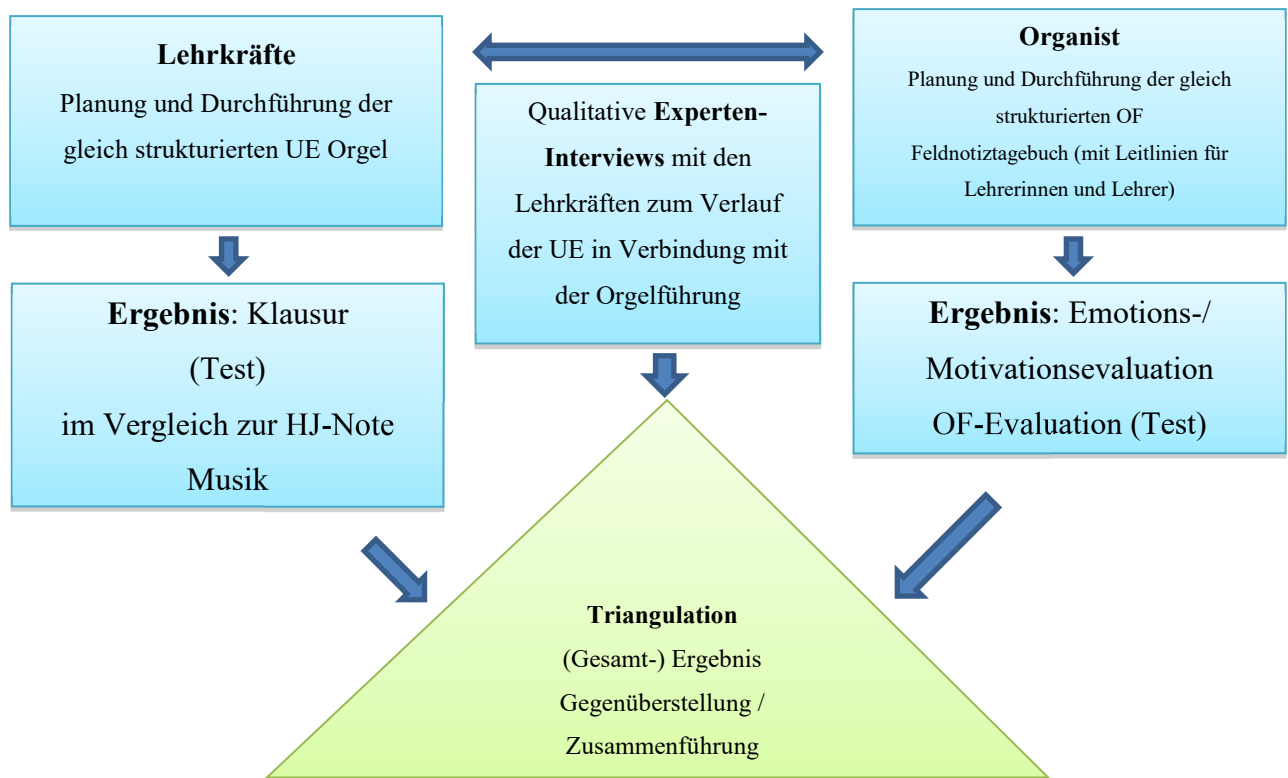 Lehrkräfte
Planung und Durchführung der
gleich strukturierten UE Orgel
Qualitative Experten-
Interviews mit den
Lehrkräften zum Verlauf
der UE in Verbindung mit
der Orgelführung
Organist
Planung und Durchführung der gleich
strukturierten OF
Feldnotiztagebuch (mit Leitlinien für
Lehrerinnen und Lehrer)
Ergebnis: Klausur
(Test)
im Vergleich zur HJ-Note
Musik
Ergebnis: Emotions-/
Motivationsevaluation
OF-Evaluation (Test)
Triangulation
(Gesamt-) Ergebnis
Gegenüberstellung /
Zusammenführung